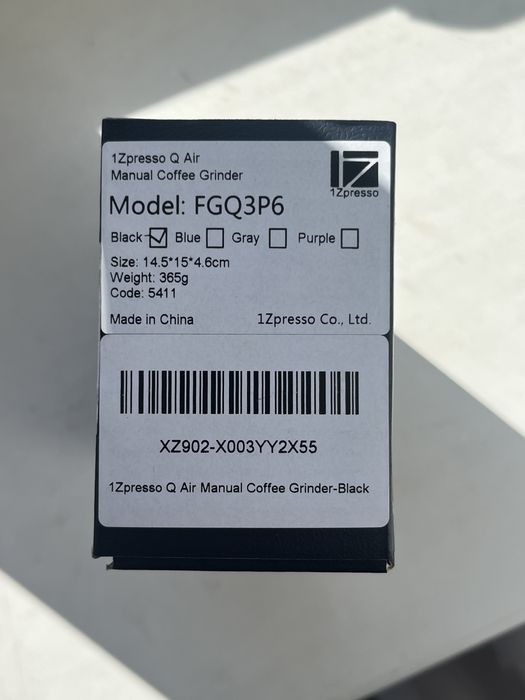 1Zpresso Q Air
Manual Coffee Grinder
1Zpresso
Model: FGQ3P6
Black Blue Gray Purple
Size: 14.5*15*4.6cm
Weight: 365g
Code: 5411
Made in China 1Zpresso Co., Ltd.
XZ902-X003YY2X55
1Zpresso Q Air Manual Coffee Grinder-Black